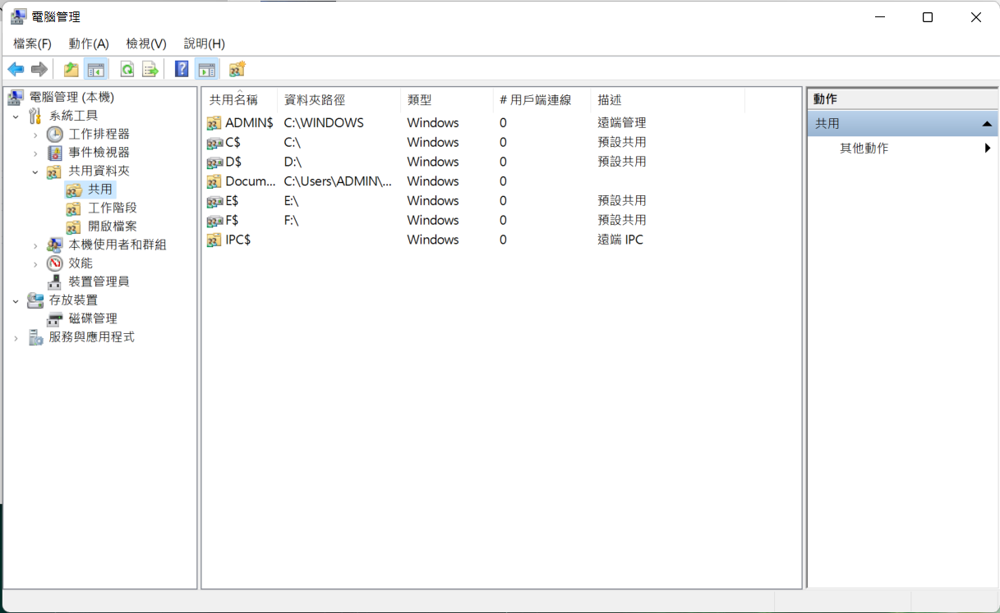 電腦管理
檔案(F) 動作(A) 檢視(V) 說明(H)
電腦管理 (本機)
系統工具
工作排程器
事件檢視器
共用資料夾
共用
工作階段
開啟檔案
本機使用者和群組
效能
裝置管理員
存放裝置
磁碟管理
服務與應用程式
共用名稱 資料夾路徑 類型 # 用戶端連線 描述
ADMIN$ C:\WINDOWS Windows 0 遠端管理
C$ C:\ Windows 0 預設共用
D$ D:\ Windows 0 預設共用
Docum... C:\Users\ADMIN\... Windows 0
E$ E:\ Windows 0 預設共用
F$ F:\ Windows 0 預設共用
IPC$ Windows 0 遠端 IPC
動作
共用
其他動作